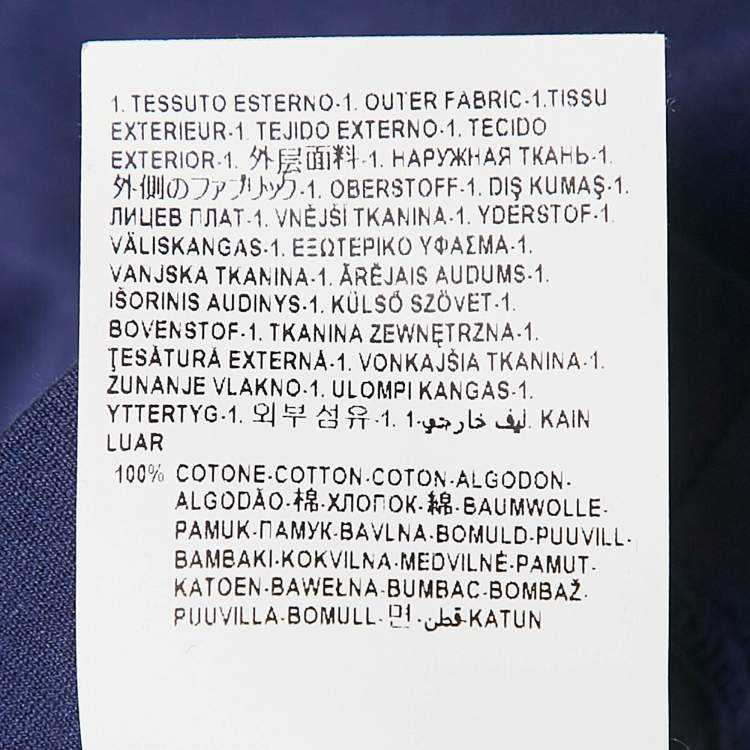 1. TESSUTO ESTERNO-1. OUTER FABRIC-1.TISSU
EXTERIEUR-1. TEJIDO EXTERNO-1. TECIDO
EXTERIOR-1. 外层面料-1. НАРУЖНАЯ ТКАНЬ-1.
外側のファブリック-1. OBERSTOFF-1. DIŞ KUMAŞ-1.
ЛИЦЕВ ПЛАТ-1. VNĚJŠÍ TKANINA-1. YDERSTOF-1.
VÄLISKANGAS-1. ΕΞΩΤΕΡΙΚΟ ΥΦΑΣΜΑ-1.
VANJSKA TKANINA-1. ĀRĒJAIS AUDUMS-1.
IŠORINIS AUDINYS-1. KÜLSŐ SZÖVET-1.
BOVENSTOF-1. TKANINA ZEWNĘTRZNA-1.
ŢESĂTURĂ EXTERNĂ-1. VONKAJŠIA TKANINA-1.
ZUNANJE VLAKNO-1. ULOMPI KANGAS-1.
YTTERTYG-1. 외부 섬유-1. ليف خارجي-1. KAIN
LUAR
100% COTONE-COTTON-COTON-ALGODON-
ALGODÃO-棉-ХЛОПОК-綿-BAUMWOLLE-
PAMUK-ПАМУК-BAVLNA-BOMULD-PUUVILL-
BAMBAKI-KOKVILNA-MEDVILNĖ-PAMUT-
KATOEN-BAWEŁNA-BUMBAC-BOMBAŽ-
PUUVILLA-BOMULL-면-قطن-KATUN